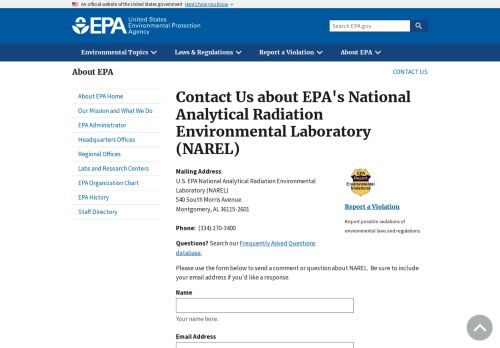 An official website of the United States government Here's how you know
EPA United States
Environmental Protection
Agency
Search EPA.gov
Environmental Topics Laws & Regulations Report a Violation About EPA
About EPA
CONTACT US
About EPA Home
Our Mission and What We Do
EPA Administrator
Headquarters Offices
Regional Offices
Labs and Research Centers
EPA Organization Chart
EPA History
Staff Directory
Contact Us about EPA's National
Analytical Radiation
Environmental Laboratory
(NAREL)
Mailing Address:
U.S. EPA National Analytical Radiation Environmental
Laboratory (NAREL)
540 South Morris Avenue
Montgomery, AL 36115-2601
Phone: (334) 270-3400
Questions? Search our Frequently Asked Questions
database.
EPA
Report
Environmental
Violations
Report a Violation
Report possible violations of
environmental laws and regulations.
Please use the form below to send a comment or question about NAREL. Be sure to include
your email address if you'd like a response.
Name
Your name here.
Email Address